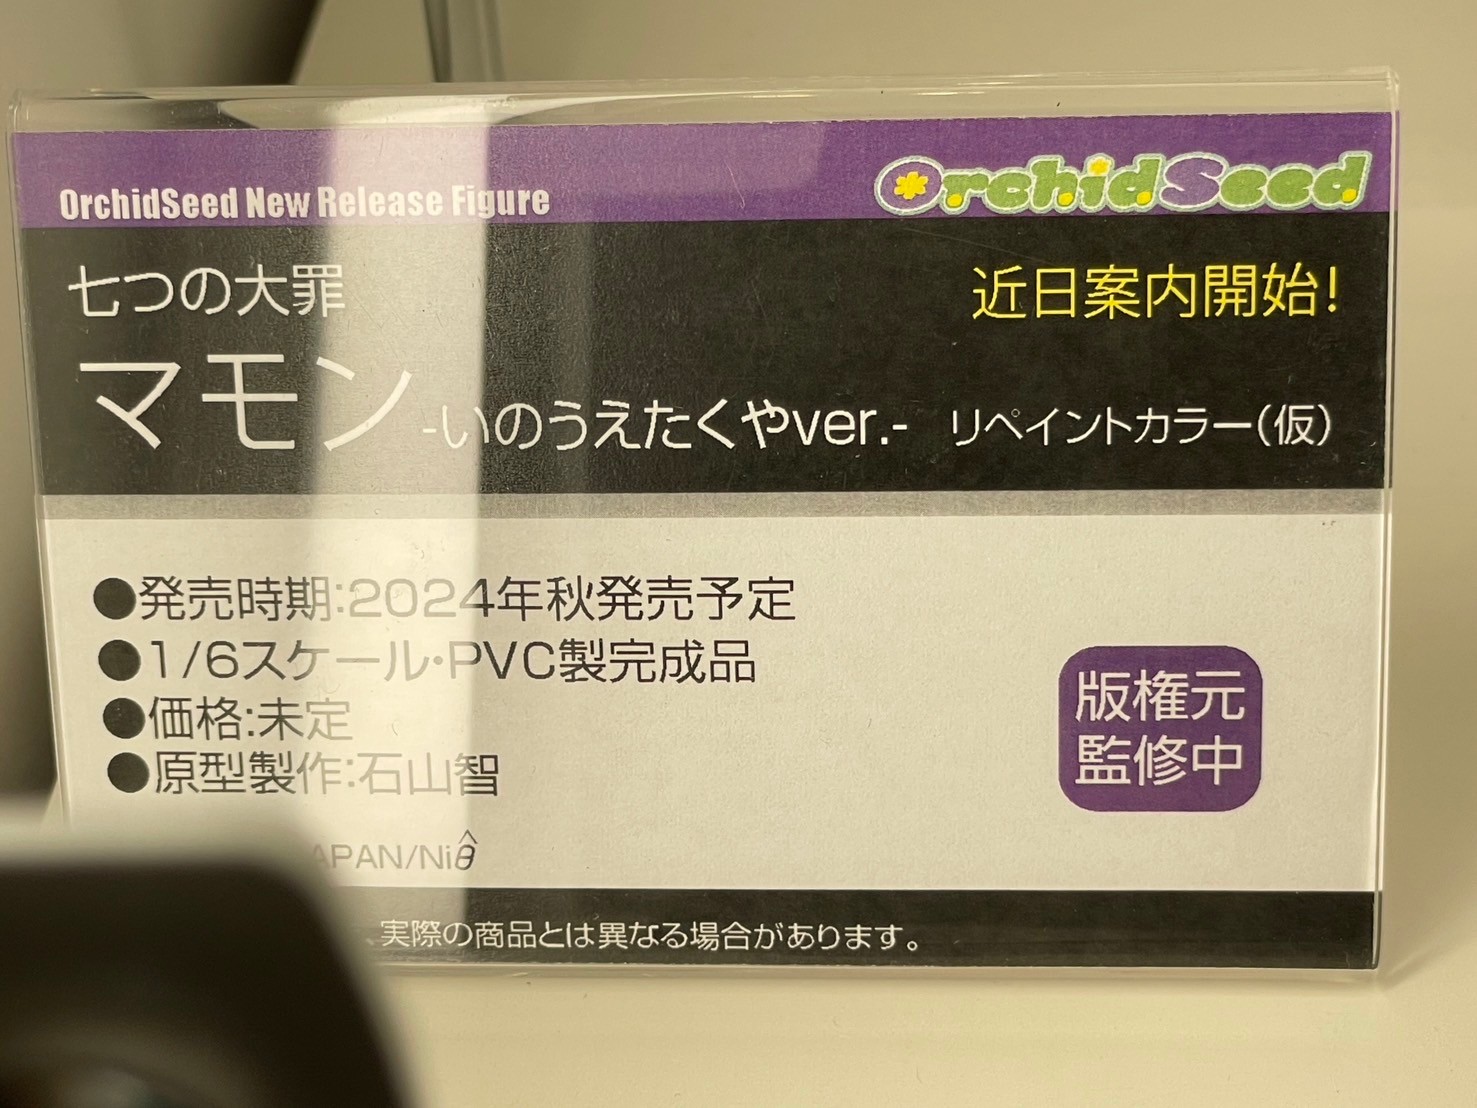 OrchidSeed New Release Figure
OrchidSeed
七つの大罪
近日案内開始!
マモン-いのうえたくやver.- リペイントカラー(仮)
●発売時期:2024年秋発売予定
●1/6スケール・PVC製完成品
●価格:未定
●原型製作:石山智
版権元
監修中
APAN/Niθ̂
、実際の商品とは異なる場合があります。